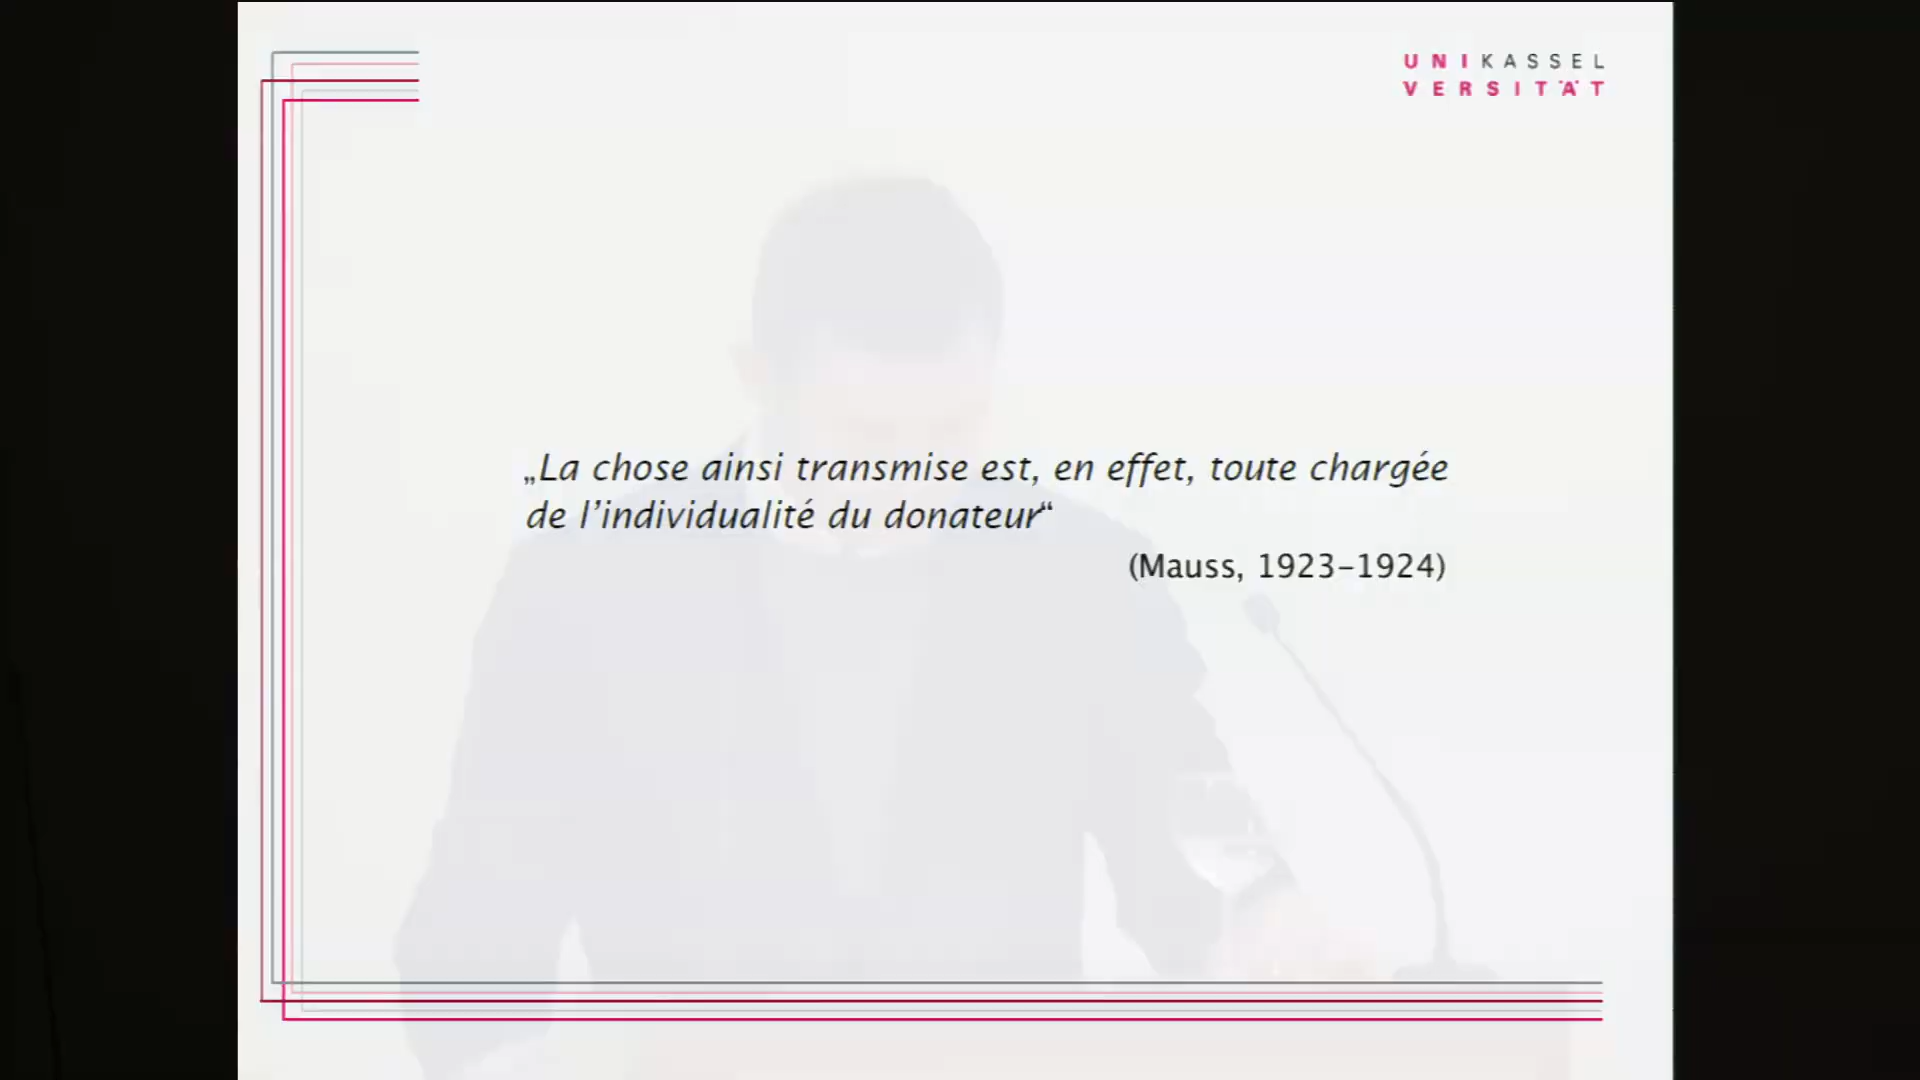 UNIKASSEL
VERSITÄT
„La chose ainsi transmise est, en effet, toute chargée
de l’individualité du donateur“
(Mauss, 1923–1924)